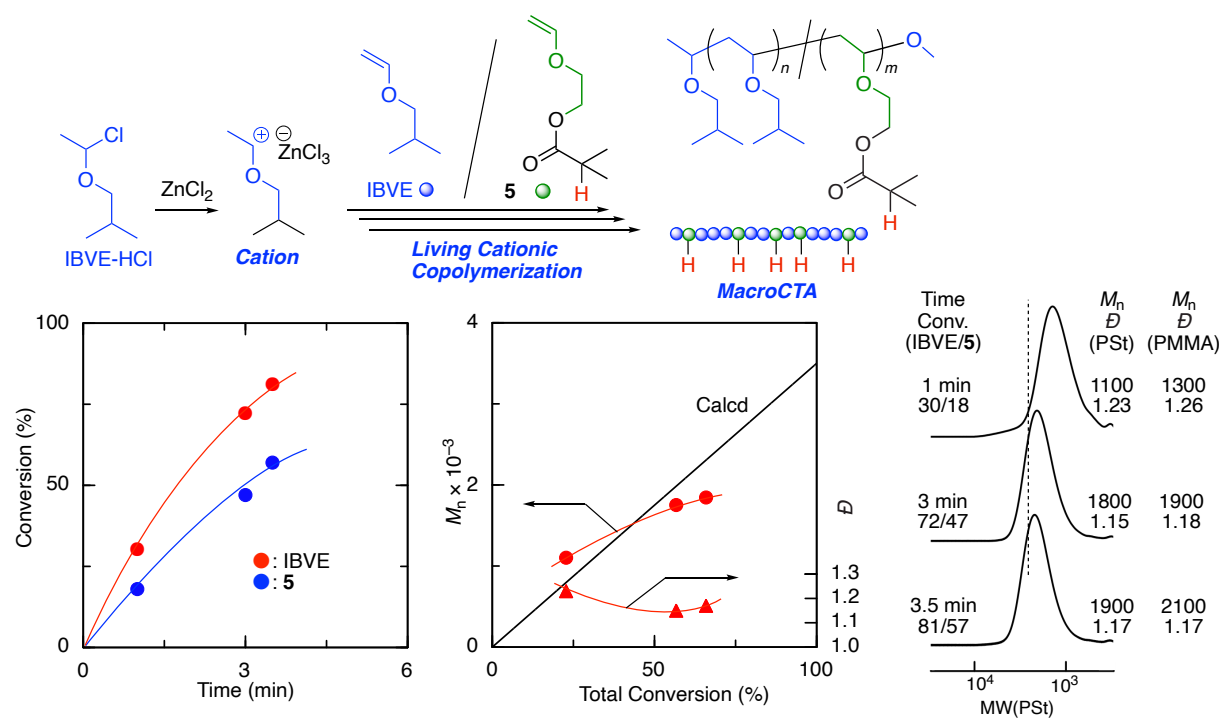 Cl
O
IBVE-HCl
ZnCl2
⊕ ⊖
ZnCl3
O
Cation
O
IBVE
O
O
O
H
5
Living Cationic
Copolymerization
n
m
O
O
O
O
O
O
H
H H H H H
MacroCTA
100
50
0
0 3 6
Conversion (%)
Time (min)
: IBVE
: 5
4
2
0
0 50 100
Mn × 10–3
Total Conversion (%)
Calcd
Đ
1.3
1.2
1.1
1.0
Time
Conv.
(IBVE/5)
Mn
Đ
(PSt)
Mn
Đ
(PMMA)
1 min
30/18
1100
1.23
1300
1.26
3 min
72/47
1800
1.15
1900
1.18
3.5 min
81/57
1900
1.17
2100
1.17
104 103
MW(PSt)